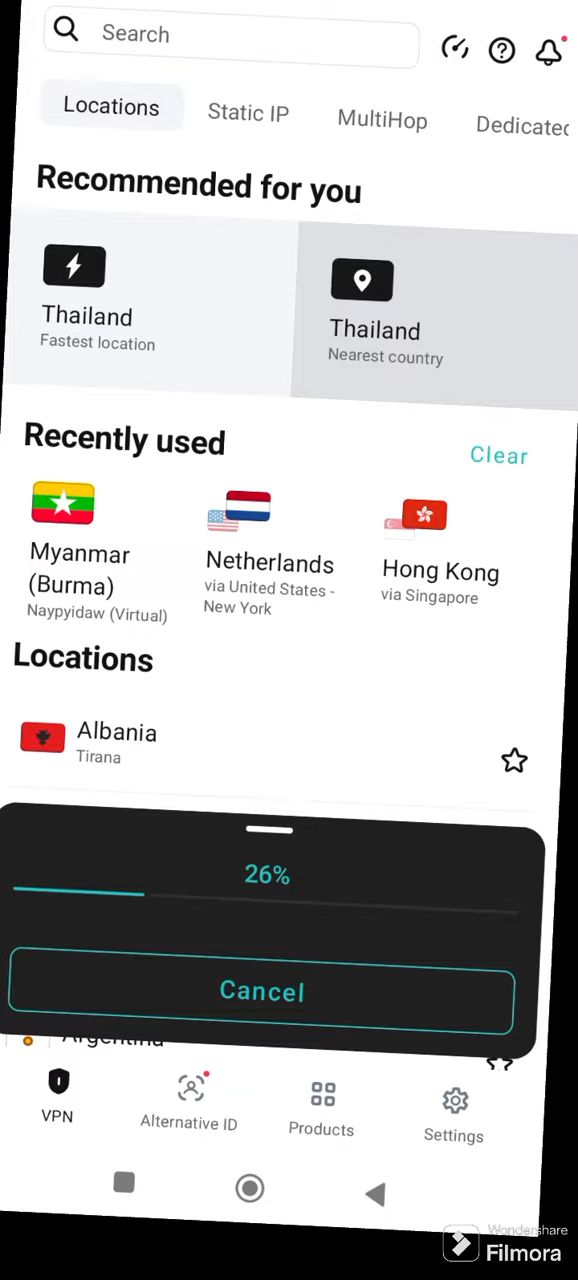 Search
Locations
Static IP
MultiHop
Dedicated
Recommended for you
Thailand
Fastest location
Thailand
Nearest country
Recently used
Clear
Myanmar
(Burma)
Naypyidaw (Virtual)
Netherlands
via United States -
New York
Hong Kong
via Singapore
Locations
Albania
Tirana
26%
Cancel
Argentina
VPN
Alternative ID
Products
Settings
Wondershare
Filmora